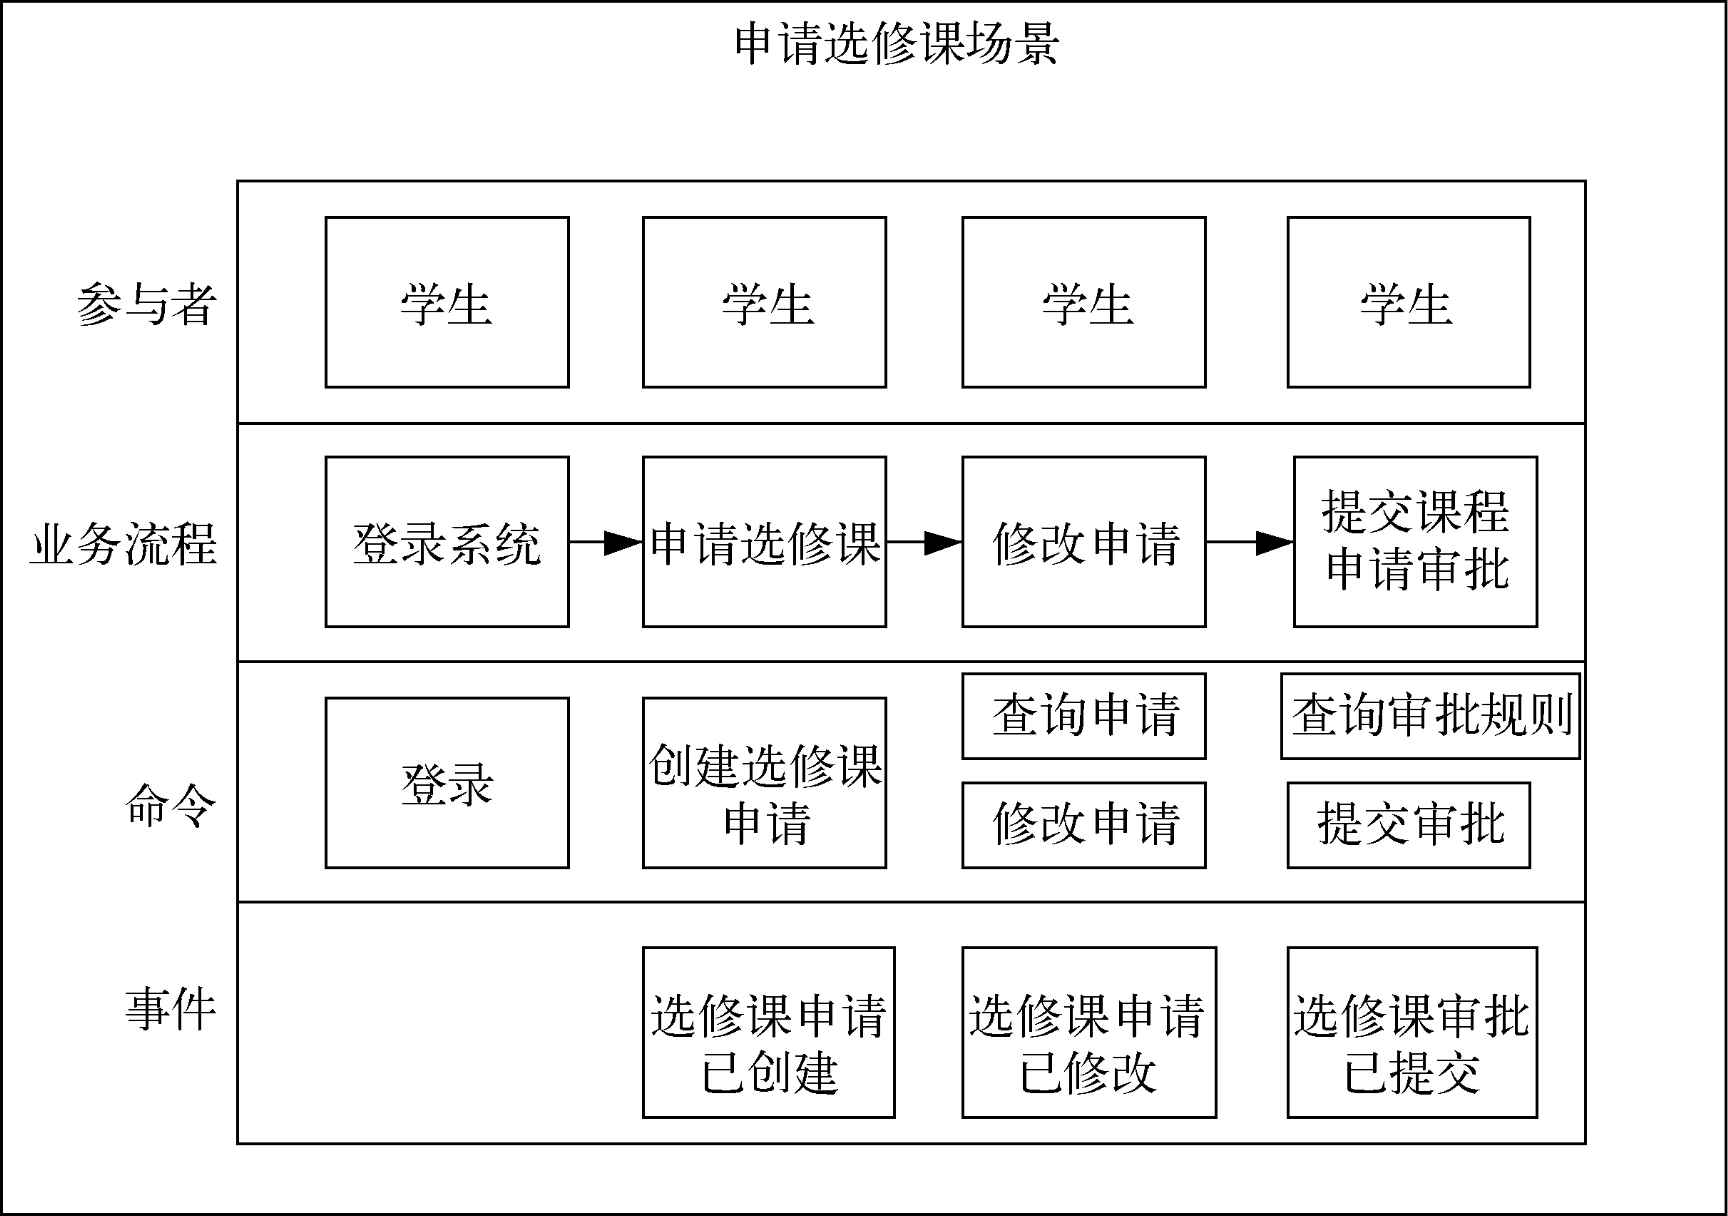 申请选修课场景
参与者
学生
学生
学生
学生
业务流程
登录系统
申请选修课
修改申请
提交课程
申请审批
命令
登录
创建选修课
申请
查询申请
修改申请
查询审批规则
提交审批
事件
选修课申请
已创建
选修课申请
已修改
选修课审批
已提交